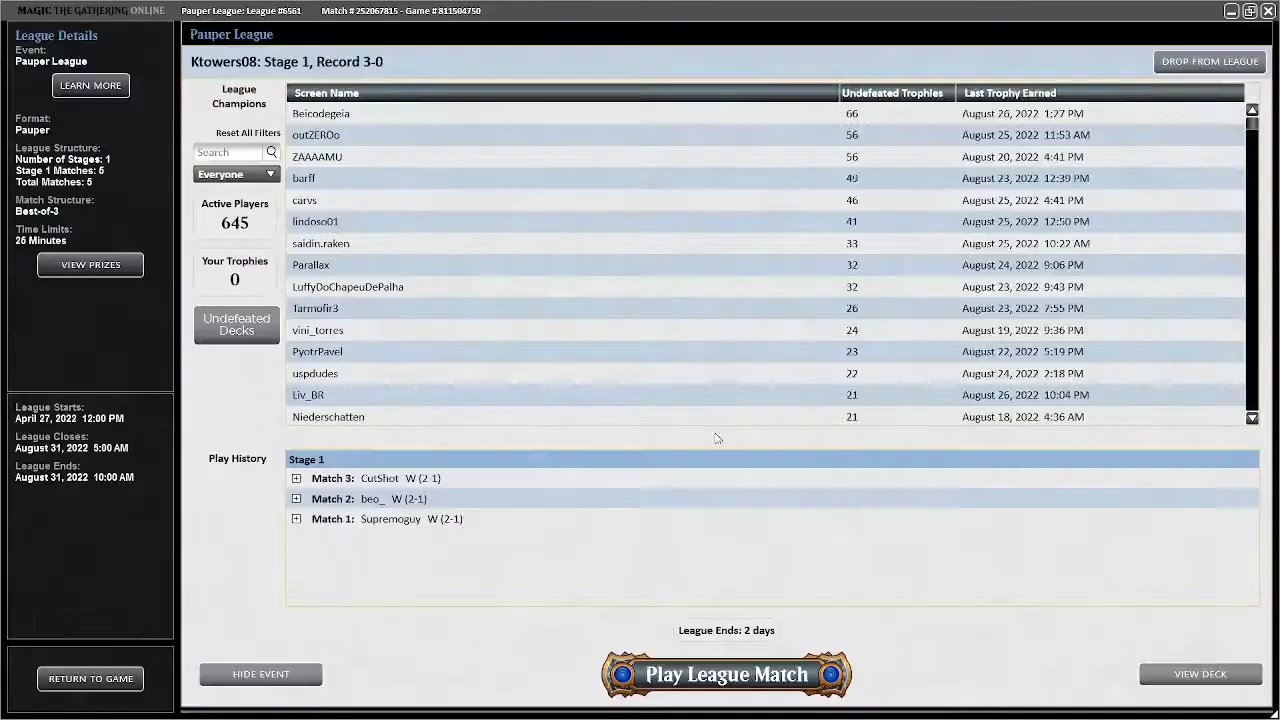 MAGIC THE GATHERING ONLINE
Pauper League: League #6561
Match # 252067815 - Game # 811504750
League Details
Event:
Pauper League
LEARN MORE
Format:
Pauper
League Structure:
Number of Stages: 1
Stage 1 Matches: 5
Total Matches: 5
Match Structure:
Best-of-3
Time Limits:
25 Minutes
VIEW PRIZES
League Starts:
April 27, 2022 12:00 PM
League Closes:
August 31, 2022 5:00 AM
League Ends:
August 31, 2022 10:00 AM
RETURN TO GAME
Pauper League
Ktowers08: Stage 1, Record 3-0
DROP FROM LEAGUE
League
Champions
Reset All Filters
Search
Everyone
Active Players
645
Your Trophies
0
Undefeated
Decks
Screen Name Undefeated Trophies Last Trophy Earned
Beicodegeia 66 August 26, 2022 1:27 PM
outZEROo 56 August 25, 2022 11:53 AM
ZAAAAMU 56 August 20, 2022 4:41 PM
barff 49 August 23, 2022 12:39 PM
carvs 46 August 25, 2022 4:41 PM
lindoso01 41 August 25, 2022 12:50 PM
saidin.raken 33 August 25, 2022 10:22 AM
Parallax 32 August 24, 2022 9:06 PM
LuffyDoChapeuDePalha 32 August 23, 2022 9:43 PM
Tarmofir3 26 August 23, 2022 7:55 PM
vini_torres 24 August 19, 2022 9:36 PM
PyotrPavel 23 August 22, 2022 5:19 PM
uspdudes 22 August 24, 2022 2:18 PM
Liv_BR 21 August 26, 2022 10:04 PM
Niederschatten 21 August 18, 2022 4:36 AM
Play History
Stage 1
Match 3: CutShot W (2-1)
Match 2: beo_ W (2-1)
Match 1: Supremoguy W (2-1)
League Ends: 2 days
HIDE EVENT
Play League Match
VIEW DECK